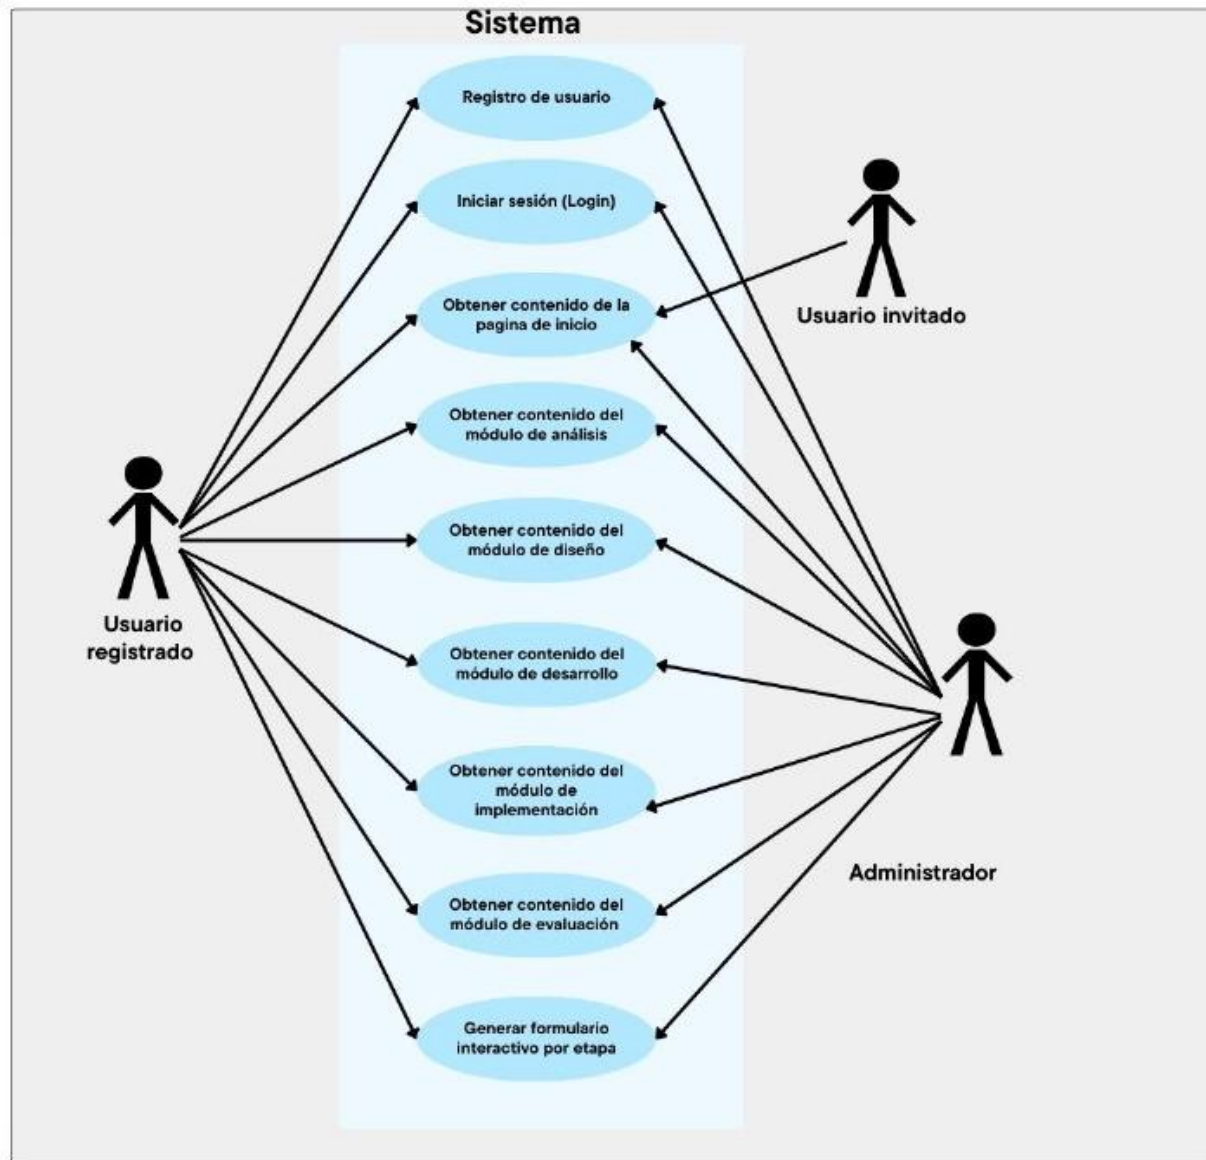 Sistema
Registro de usuario
Iniciar sesión (Login)
Obtener contenido de la
pagina de inicio
Usuario invitado
Obtener contenido del
módulo de análisis
Obtener contenido del
módulo de diseño
Usuario
registrado
Obtener contenido del
módulo de desarrollo
Obtener contenido del
módulo de
implementación
Administrador
Obtener contenido del
módulo de evaluación
Generar formulario
interactivo por etapa